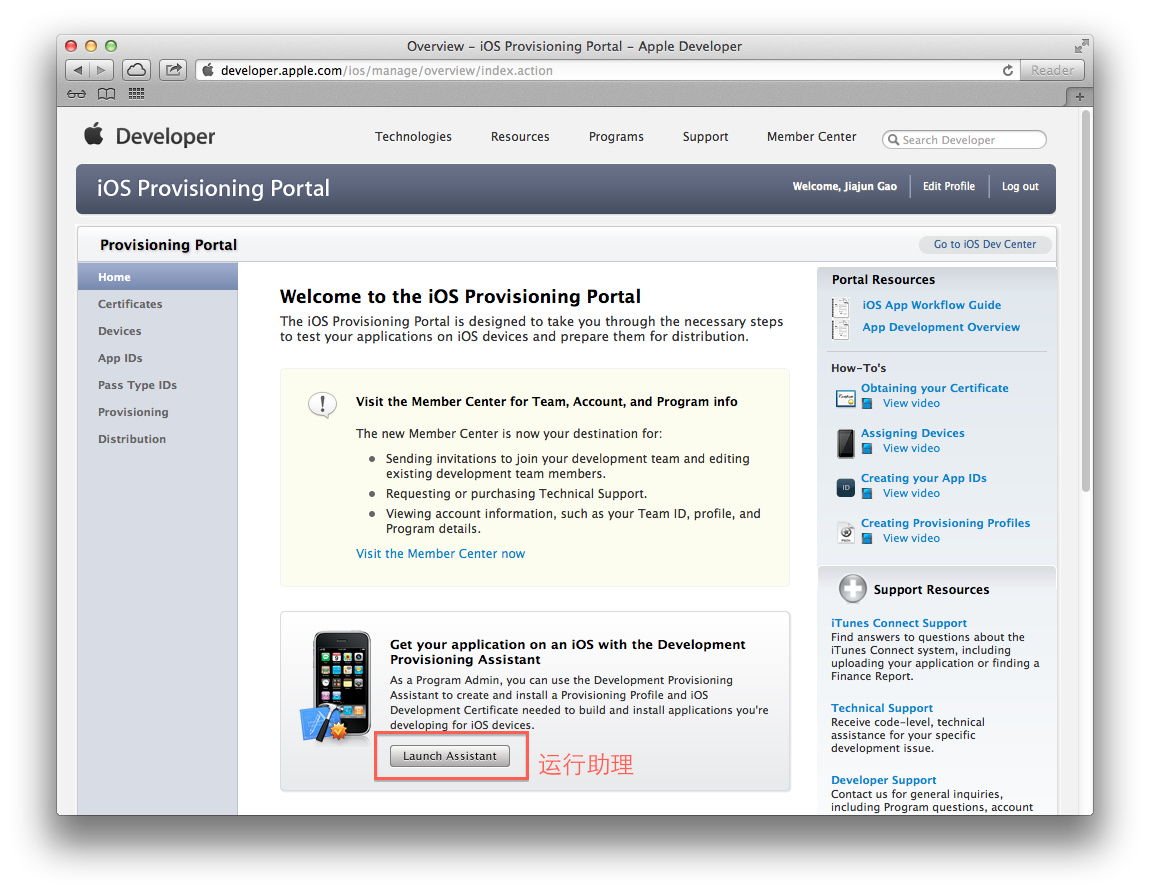 Overview – iOS Provisioning Portal – Apple Developer
developer.apple.com/ios/manage/overview/index.action
Reader
Developer
Technologies
Resources
Programs
Support
Member Center
Search Developer
iOS Provisioning Portal
Welcome, Jiajun Gao
Edit Profile
Log out
Provisioning Portal
Go to iOS Dev Center
Home
Certificates
Devices
App IDs
Pass Type IDs
Provisioning
Distribution
Welcome to the iOS Provisioning Portal
The iOS Provisioning Portal is designed to take you through the necessary steps
to test your applications on iOS devices and prepare them for distribution.
Visit the Member Center for Team, Account, and Program info
The new Member Center is now your destination for:
Sending invitations to join your development team and editing
existing development team members.
Requesting or purchasing Technical Support.
Viewing account information, such as your Team ID, profile, and
Program details.
Visit the Member Center now
Get your application on an iOS with the Development
Provisioning Assistant
As a Program Admin, you can use the Development Provisioning
Assistant to create and install a Provisioning Profile and iOS
Development Certificate needed to build and install applications you're
developing for iOS devices.
Launch Assistant
运行助理
Portal Resources
iOS App Workflow Guide
App Development Overview
How-To's
Obtaining your Certificate
View video
Assigning Devices
View video
ID
Creating your App IDs
View video
Creating Provisioning Profiles
View video
Support Resources
iTunes Connect Support
Find answers to questions about the
iTunes Connect system, including
uploading your application or finding a
Finance Report.
Technical Support
Receive code-level, technical
assistance for your specific
development issue.
Developer Support
Contact us for general inquiries,
including Program questions, account